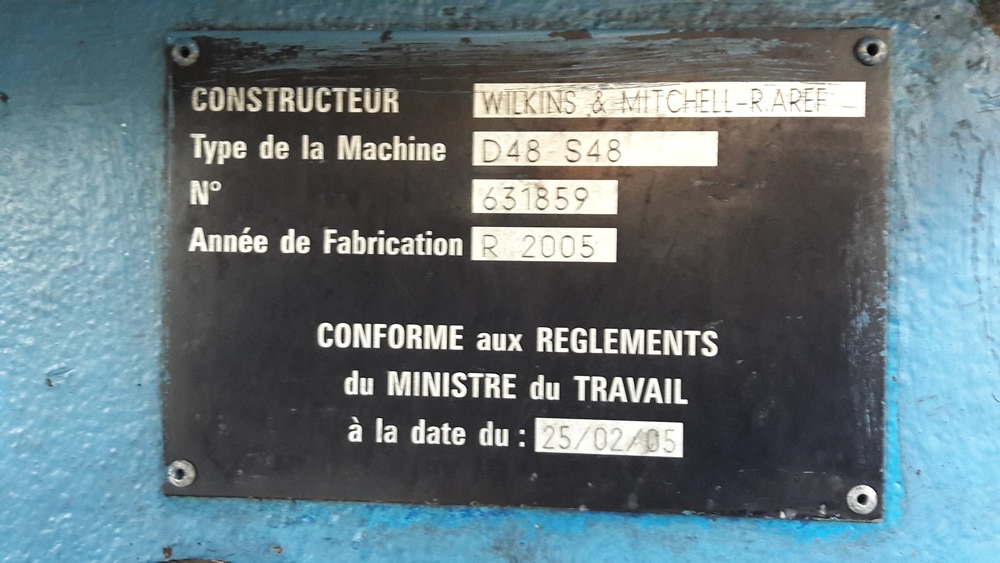 CONSTRUCTEUR WILKINS & MITCHELL-R.AREF
Type de la Machine D48 S48
N° 631859
Année de Fabrication R 2005
CONFORME aux REGLEMENTS
du MINISTRE du TRAVAIL
à la date du : 25/02/05